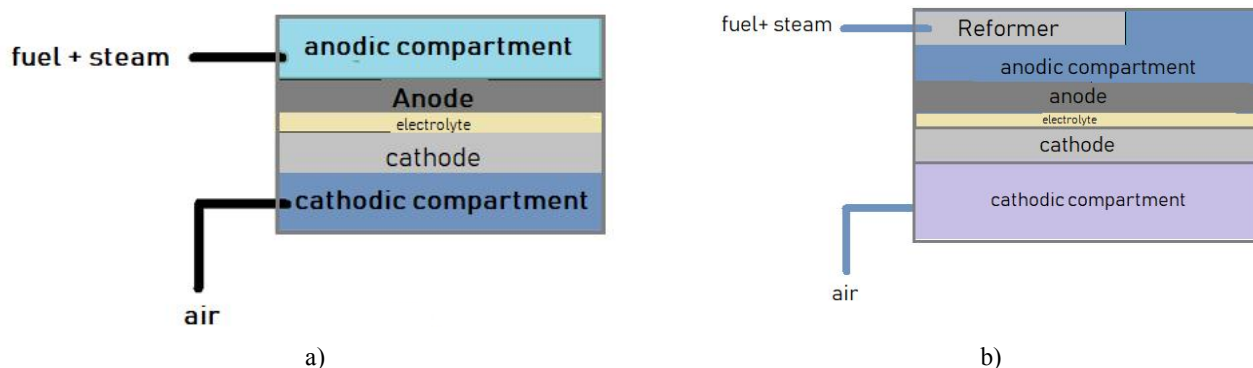 anodic compartment
fuel + steam
Anode
electrolyte
cathode
cathodic compartment
air
a)
fuel+ steam
Reformer
anodic compartment
anode
electrolyte
cathode
cathodic compartment
air
b)